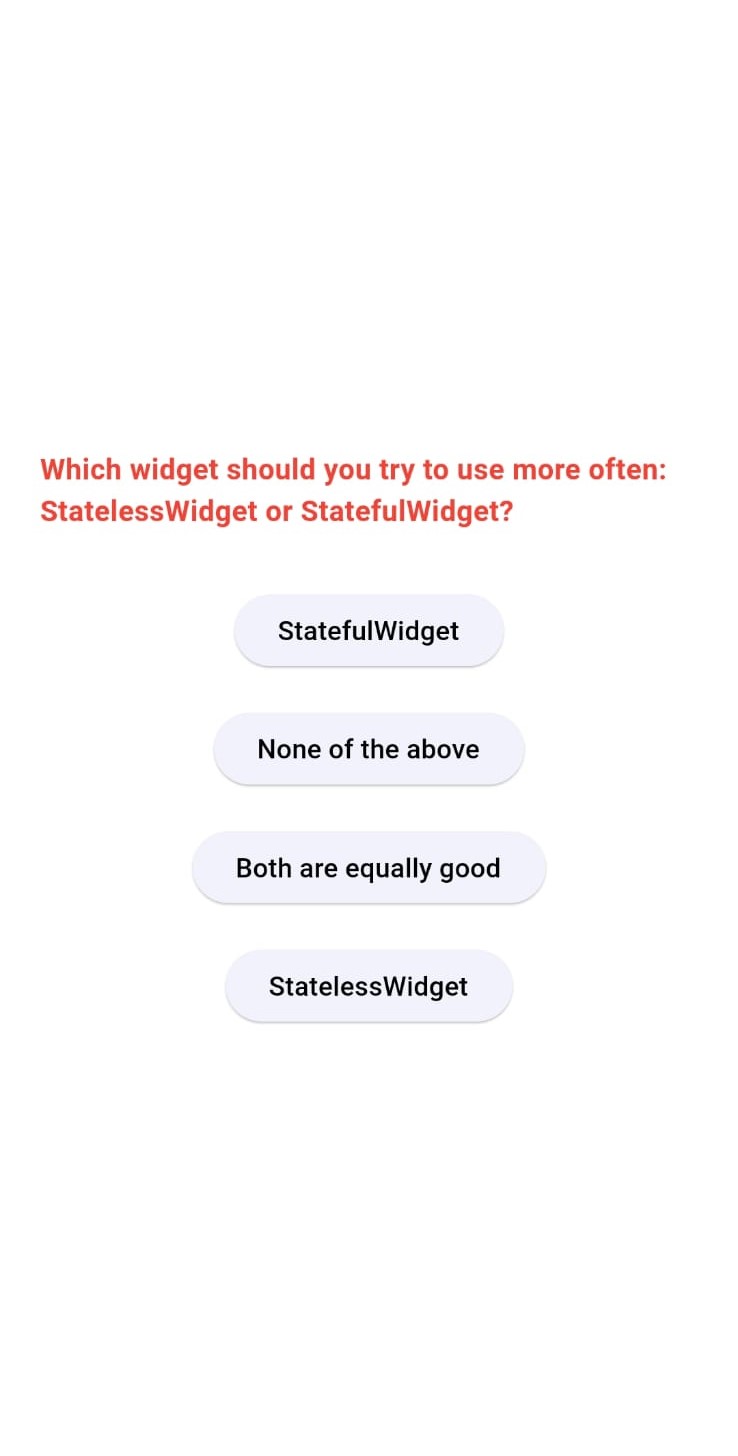 Which widget should you try to use more often:
StatelessWidget or StatefulWidget?
StatefulWidget
None of the above
Both are equally good
StatelessWidget